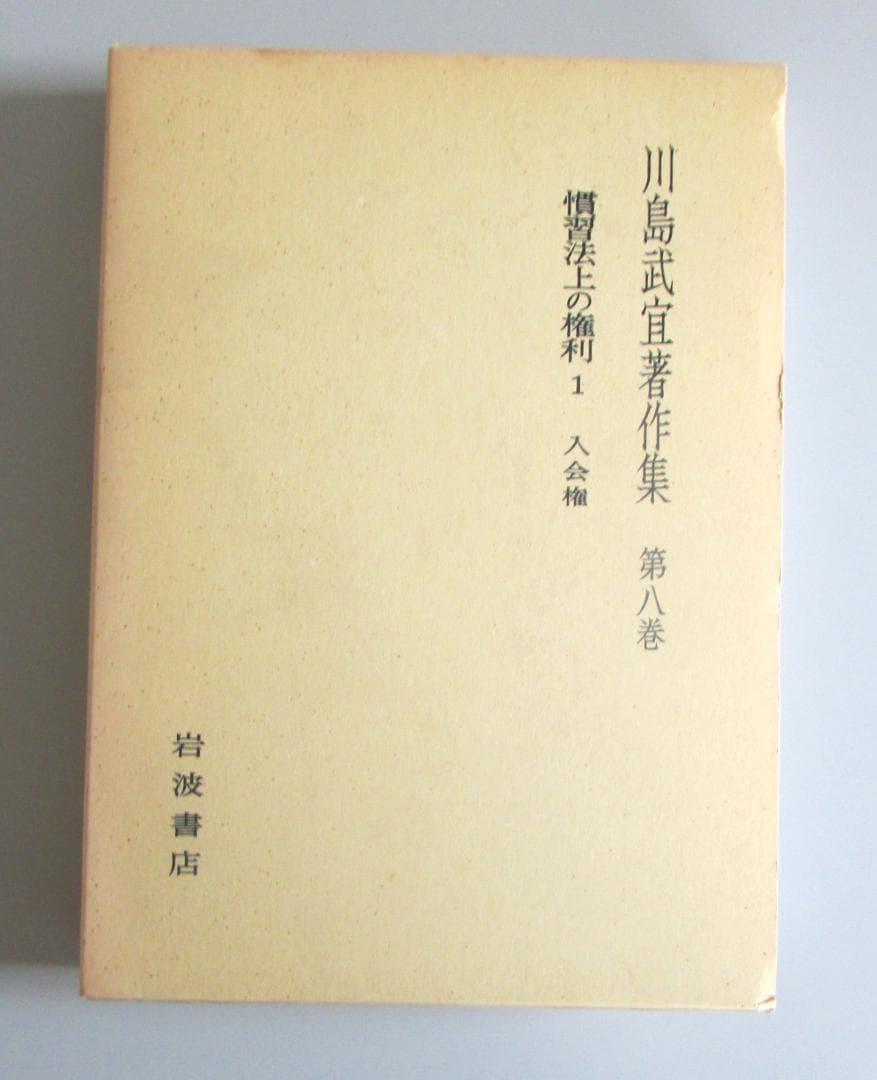 川島武宜著作集 第八巻
慣習法上の権利 1 入会権
岩波書店